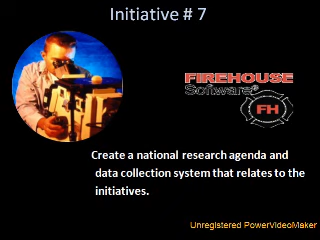 Initiative # 7
FIREHOUSE
Software®
FH
Create a national research agenda and
data collection system that relates to the
initiatives.
Unregistered PowerVideoMaker